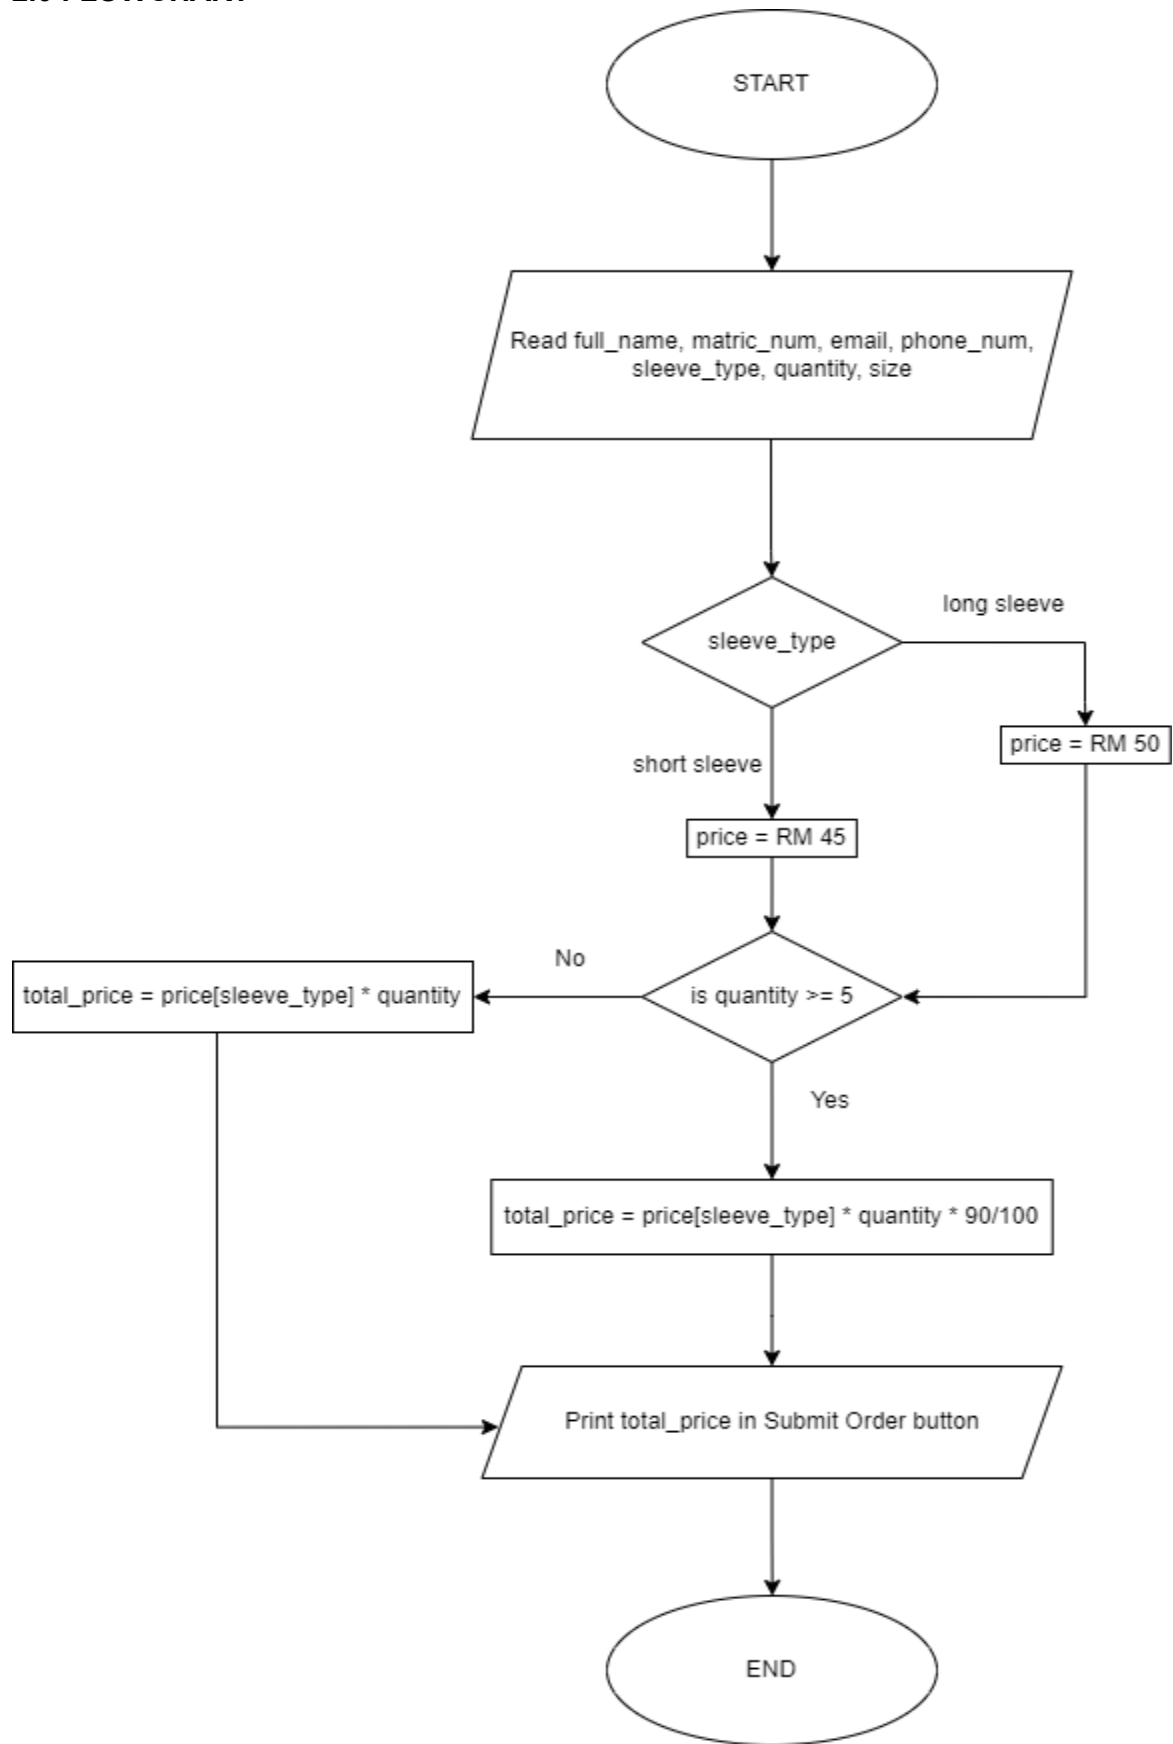 START
Read full_name, matric_num, email, phone_num,
sleeve_type, quantity, size
long sleeve
sleeve_type
price = RM 50
short sleeve
price = RM 45
No
total_price = price[sleeve_type] * quantity
is quantity >= 5
Yes
total_price = price[sleeve_type] * quantity * 90/100
Print total_price in Submit Order button
END